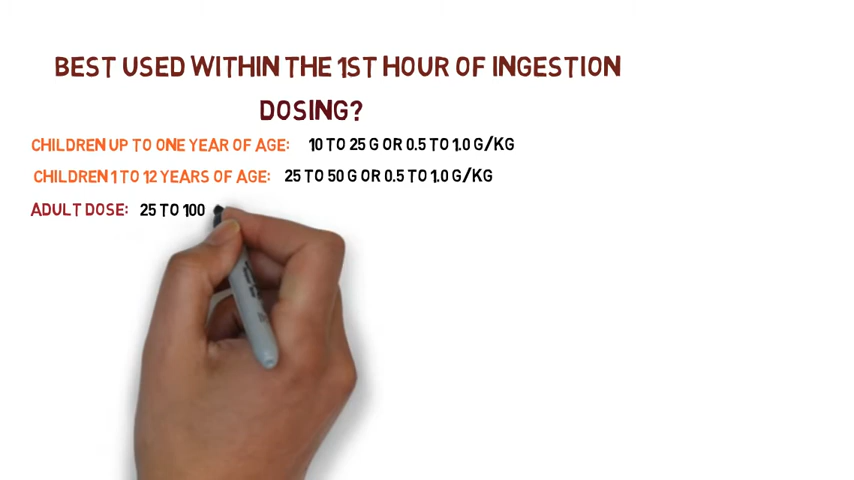 BEST USED WITHIN THE 1ST HOUR OF INGESTION
DOSING?
CHILDREN UP TO ONE YEAR OF AGE: 10 TO 25 G OR 0.5 TO 1.0 G/KG
CHILDREN 1 TO 12 YEARS OF AGE: 25 TO 50 G OR 0.5 TO 1.0 G/KG
ADULT DOSE: 25 TO 100